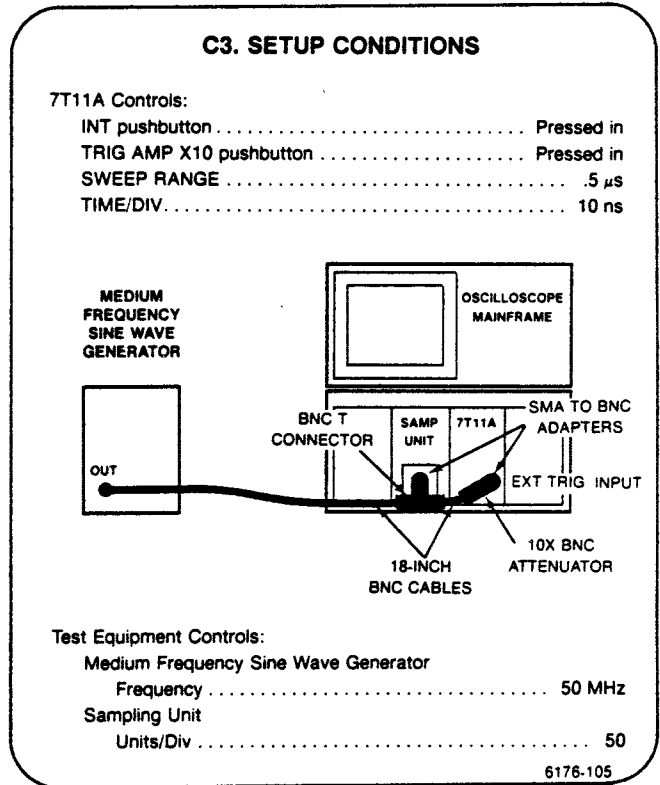 C3. SETUP CONDITIONS
7T11A Controls:
INT pushbutton . . . . . . . . . . . . . . . . . . . . . . . . . . . . . . . Pressed in
TRIG AMP X10 pushbutton . . . . . . . . . . . . . . . . . . . . Pressed in
SWEEP RANGE . . . . . . . . . . . . . . . . . . . . . . . . . . . . . . . . . .5 µs
TIME/DIV. . . . . . . . . . . . . . . . . . . . . . . . . . . . . . . . . . . . . . . 10 ns
MEDIUM
FREQUENCY
SINE WAVE
GENERATOR
OUT
OSCILLOSCOPE
MAINFRAME
BNC T
CONNECTOR
SAMP
UNIT
7T11A
SMA TO BNC
ADAPTERS
EXT TRIG INPUT
18-INCH
BNC CABLES
10X BNC
ATTENUATOR
Test Equipment Controls:
Medium Frequency Sine Wave Generator
Frequency . . . . . . . . . . . . . . . . . . . . . . . . . . . . . . . . 50 MHz
Sampling Unit
Units/Div . . . . . . . . . . . . . . . . . . . . . . . . . . . . . . . . . . . . . . 50
6176-105